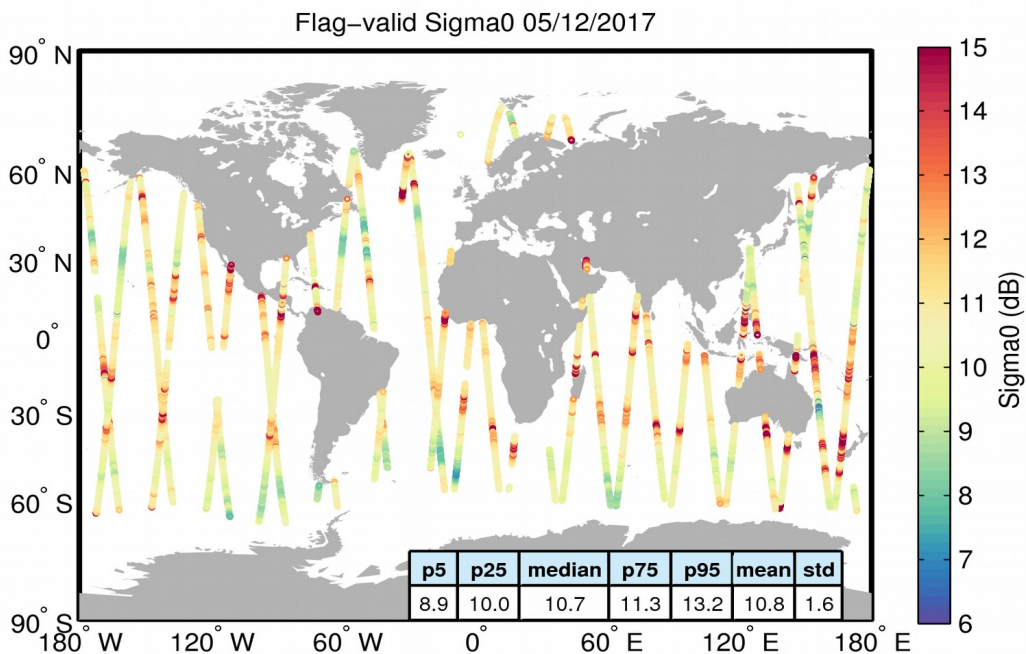 Flag-valid Sigma0 05/12/2017
90° N
60° N
30° N
0°
30° S
60° S
90° S
180° W
120° W
60° W
0°
60° E
120° E
180° E
15
14
13
12
11
10
9
8
7
6
Sigma0 (dB)
p5 p25 median p75 p95 mean std
8.9 10.0 10.7 11.3 13.2 10.8 1.6